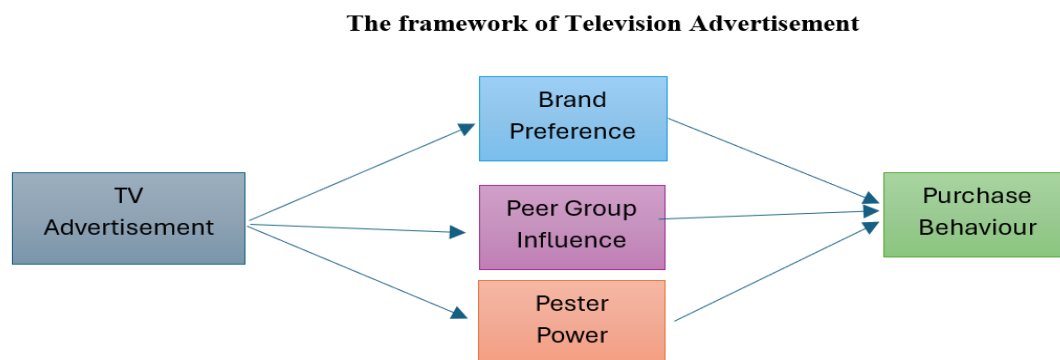 The framework of Television Advertisement
Brand
Preference
TV
Advertisement
Peer Group
Influence
Purchase
Behaviour
Pester
Power